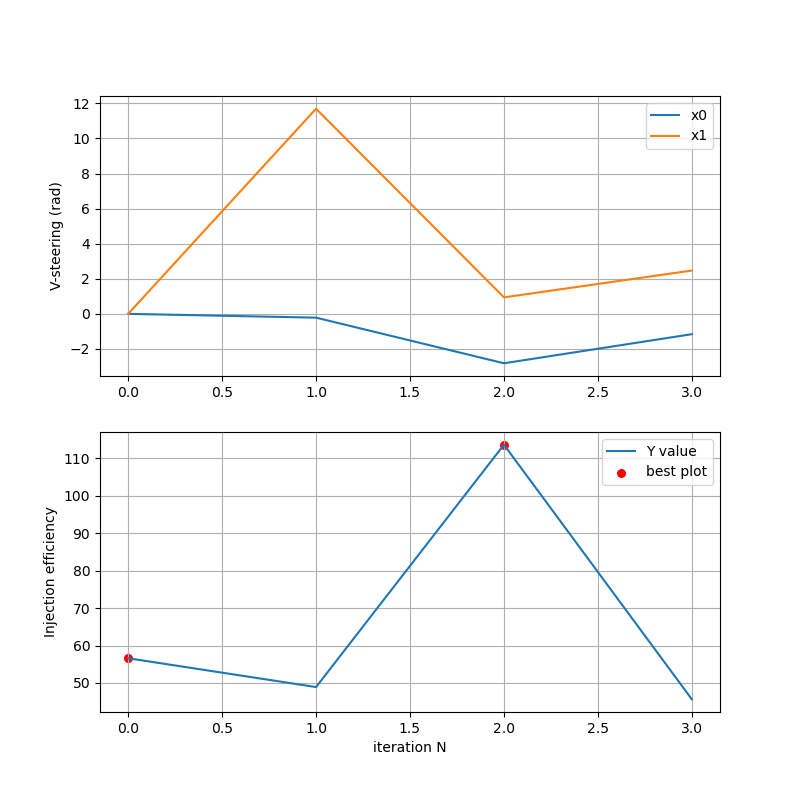 12
10
8
6
4
2
0
−2
V-steering (rad)
x0
x1
0.0 0.5 1.0 1.5 2.0 2.5 3.0
110
100
90
80
70
60
50
Injection efficiency
Y value
best plot
0.0 0.5 1.0 1.5 2.0 2.5 3.0
iteration N